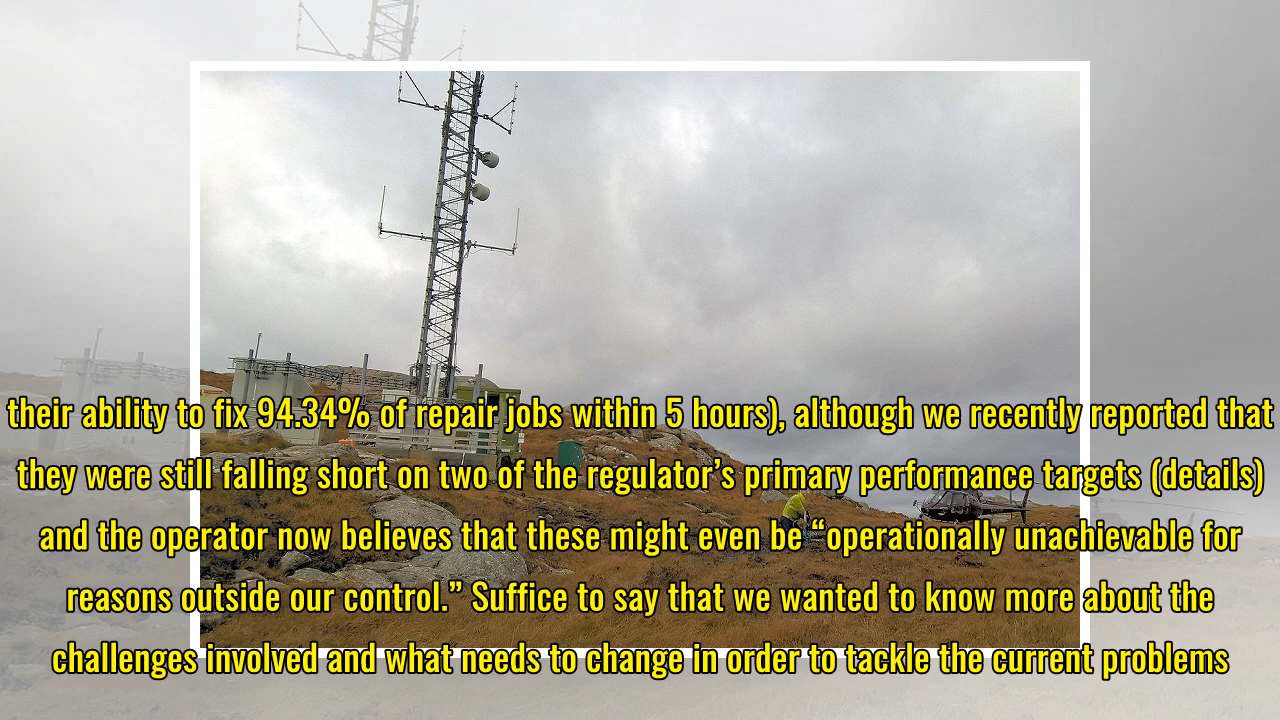 their ability to fix 94.34% of repair jobs within 5 hours), although we recently reported that
they were still falling short on two of the regulator’s primary performance targets (details)
and the operator now believes that these might even be “operationally unachievable for
reasons outside our control.” Suffice to say that we wanted to know more about the
challenges involved and what needs to change in order to tackle the current problems